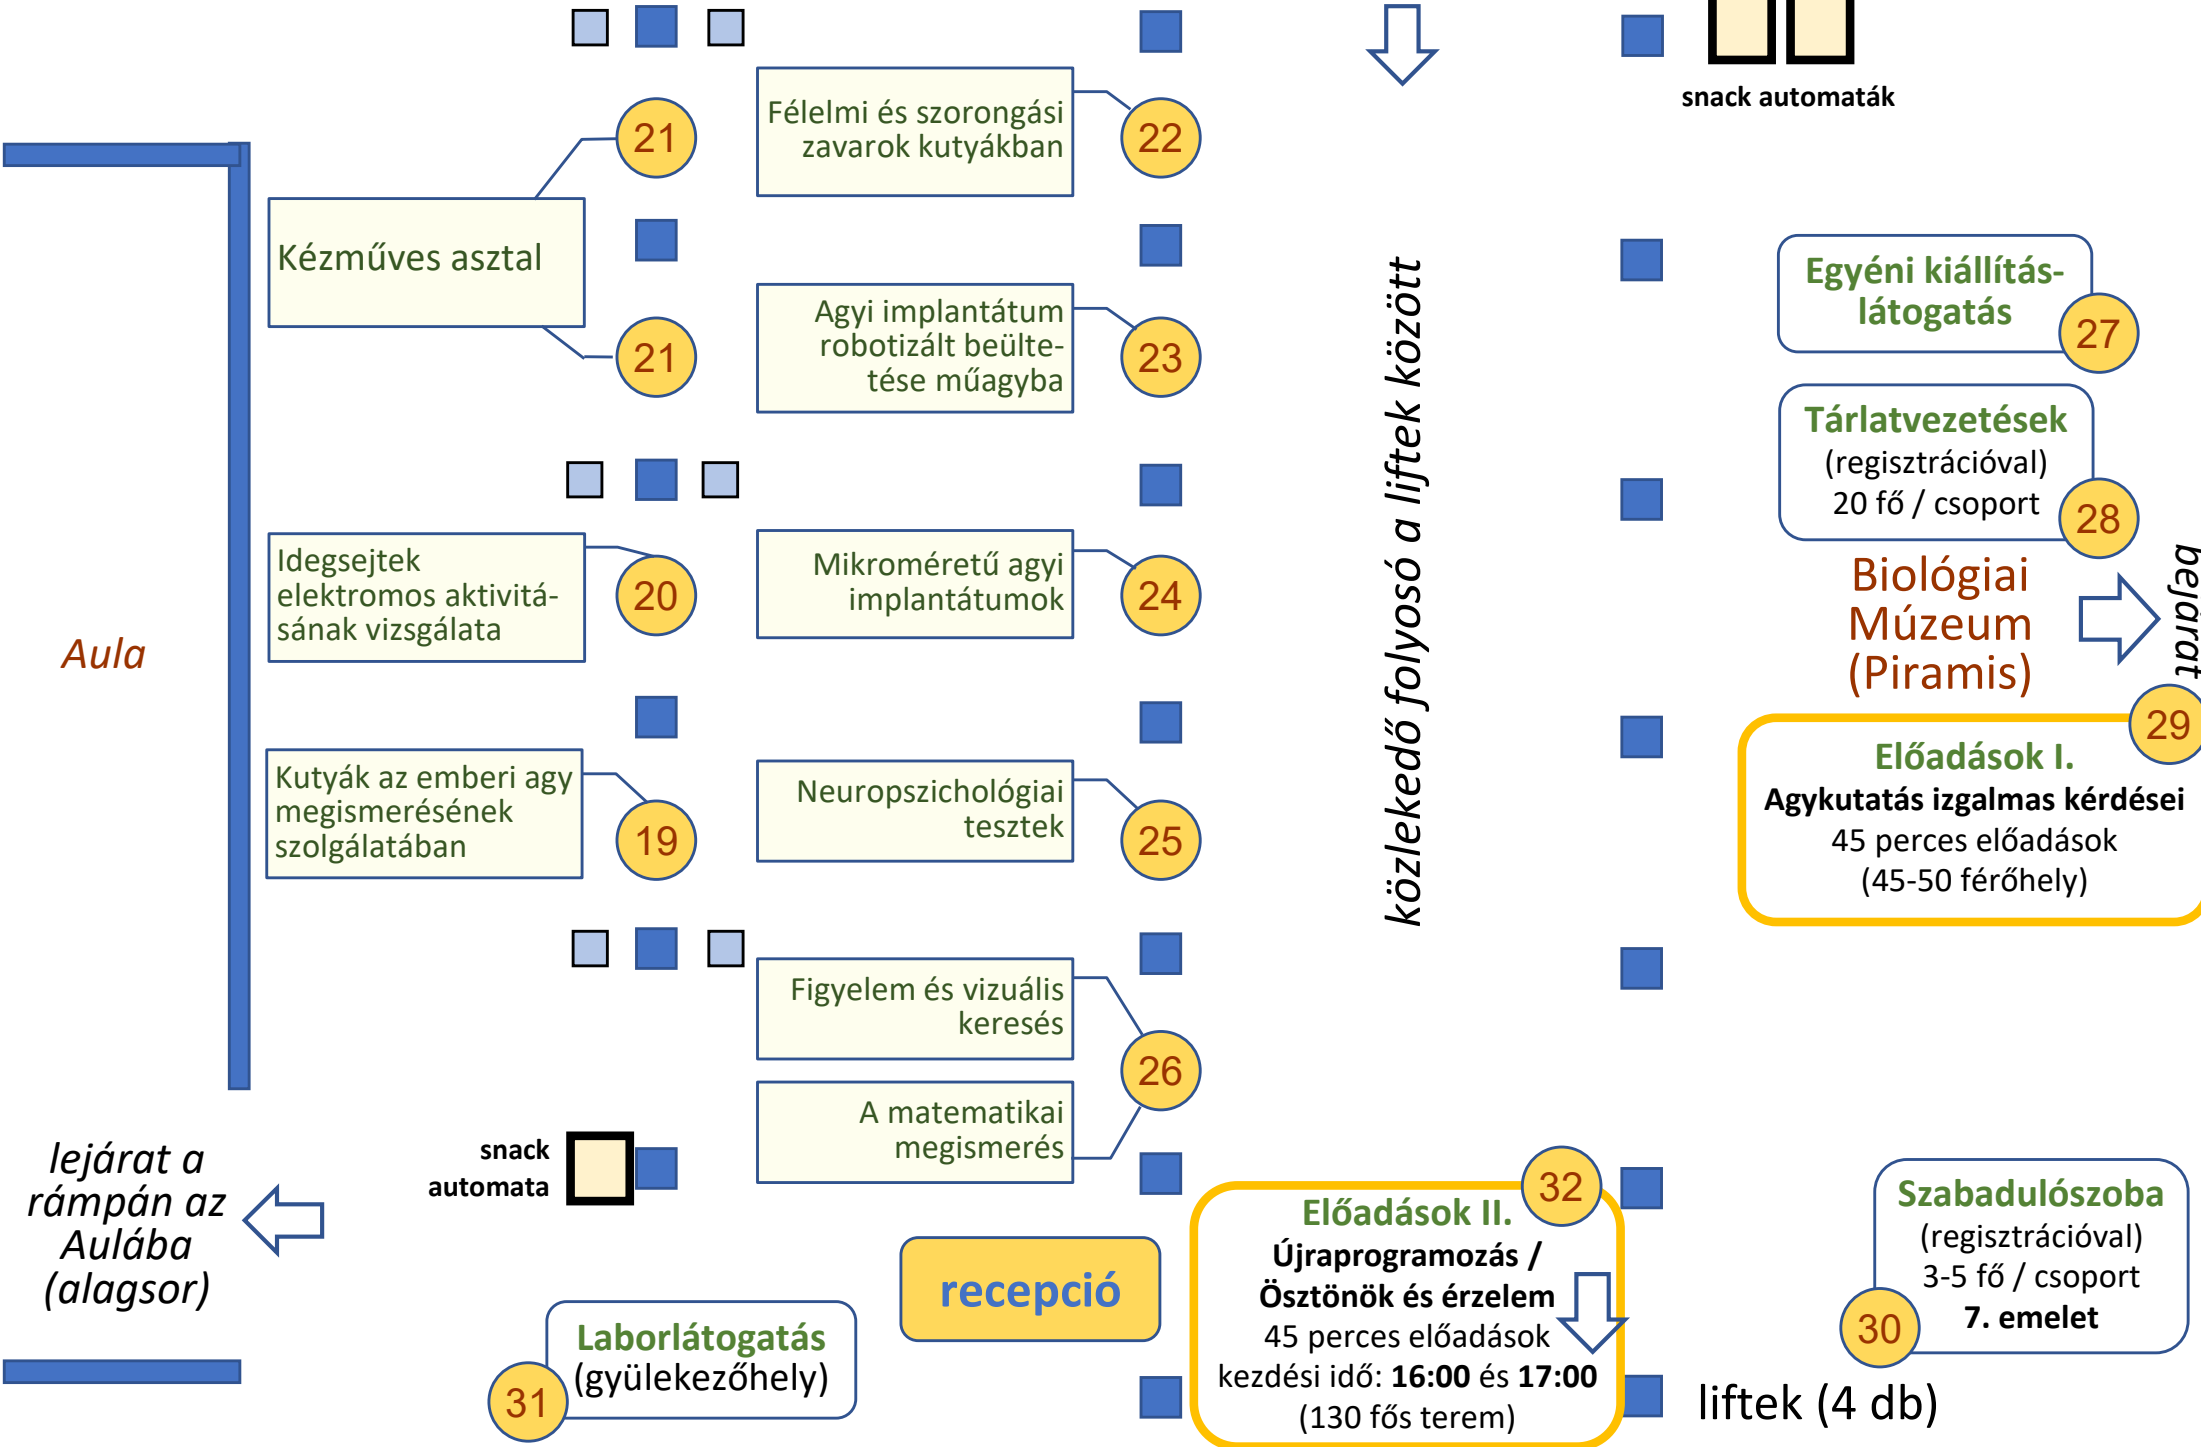 snack automaták
21
Félelmi és szorongási
zavarok kutyákban
22
Kézműves asztal
21
Agyi implantátum
robotizált beülte-
tése műagyba
23
közlekedő folyosó a liftek között
Egyéni kiállítás-
látogatás
27
Tárlatvezetések
(regisztrációval)
20 fő / csoport
28
Aula
Idegsejtek
elektromos aktivitá-
sának vizsgálata
20
Mikroméretű agyi
implantátumok
24
Biológiai
Múzeum
(Piramis)
bejárat
29
Kutyák az emberi agy
megismerésének
szolgálatában
19
Neuropszichológiai
tesztek
25
Előadások I.
Agykutatás izgalmas kérdései
45 perces előadások
(45-50 férőhely)
Figyelem és vizuális
keresés
26
A matematikai
megismerés
lejárat a
rámpán az
Aulába
(alagsor)
snack
automata
recepció
32
Előadások II.
Újraprogramozás /
Ösztönök és érzelem
45 perces előadások
kezdési idő: 16:00 és 17:00
(130 fős terem)
Szabadulószoba
(regisztrációval)
3-5 fő / csoport
7. emelet
30
Laborlátogatás
(gyülekezőhely)
31
liftek (4 db)